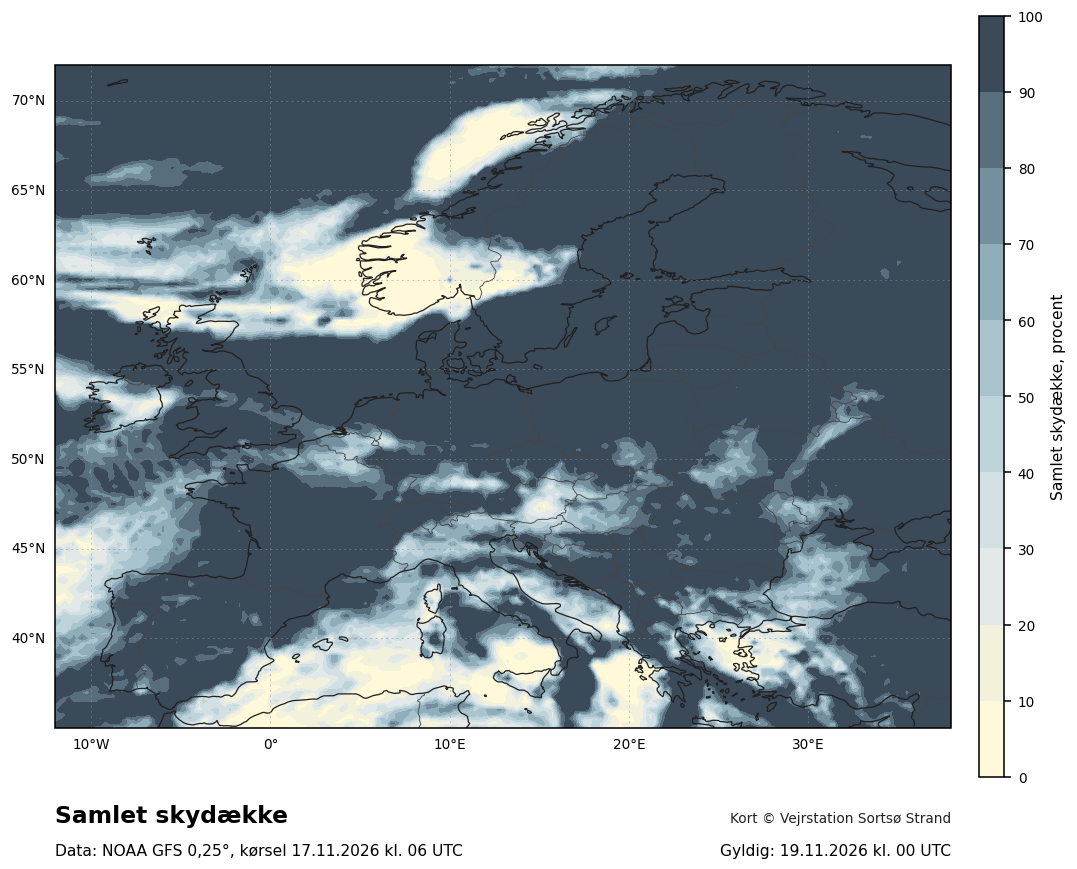 100
90
80
70
60
50
40
30
20
10
0
Samlet skydække, procent
70°N
65°N
60°N
55°N
50°N
45°N
40°N
10°W
0°
10°E
20°E
30°E
Samlet skydække
Kort © Vejrstation Sortsø Strand
Data: NOAA GFS 0,25°, kørsel 17.11.2026 kl. 06 UTC
Gyldig: 19.11.2026 kl. 00 UTC